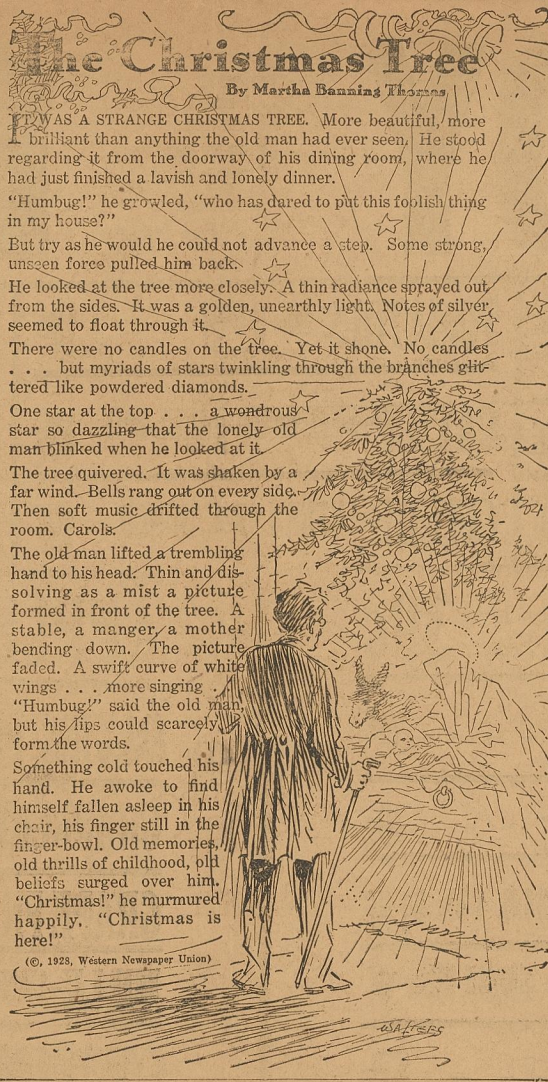 The Christmas Tree
By Martha Banning Thomas
IT WAS A STRANGE CHRISTMAS TREE. More beautiful, more
brilliant than anything the old man had ever seen. He stood
regarding it from the doorway of his dining room, where he
had just finished a lavish and lonely dinner.
"Humbug!" he growled, "who has dared to put this foolish thing
in my house?"
But try as he would he could not advance a step. Some strong,
unseen force pulled him back.
He looked at the tree more closely. A thin radiance sprayed out
from the sides. It was a golden, unearthly light. Notes of silver
seemed to float through it.
There were no candles on the tree. Yet it shone. No candles
. . . but myriads of stars twinkling through the branches glit-
tered like powdered diamonds.
One star at the top . . . a wondrous
star so dazzling that the lonely old
man blinked when he looked at it.
The tree quivered. It was shaken by a
far wind. Bells rang out on every side.
Then soft music drifted through the
room. Carols.
The old man lifted a trembling
hand to his head. Thin and dis-
solving as a mist a picture
formed in front of the tree. A
stable, a manger, a mother
bending down. The picture
faded. A swift curve of white
wings . . . more singing . .
"Humbug!" said the old man,
but his lips could scarcely
form the words.
Something cold touched his
hand. He awoke to find
himself fallen asleep in his
chair, his finger still in the
finger-bowl. Old memories,
old thrills of childhood, old
beliefs surged over him.
"Christmas!" he murmured
happily, "Christmas is
here!"
(©, 1928, Western Newspaper Union)
WALTERS